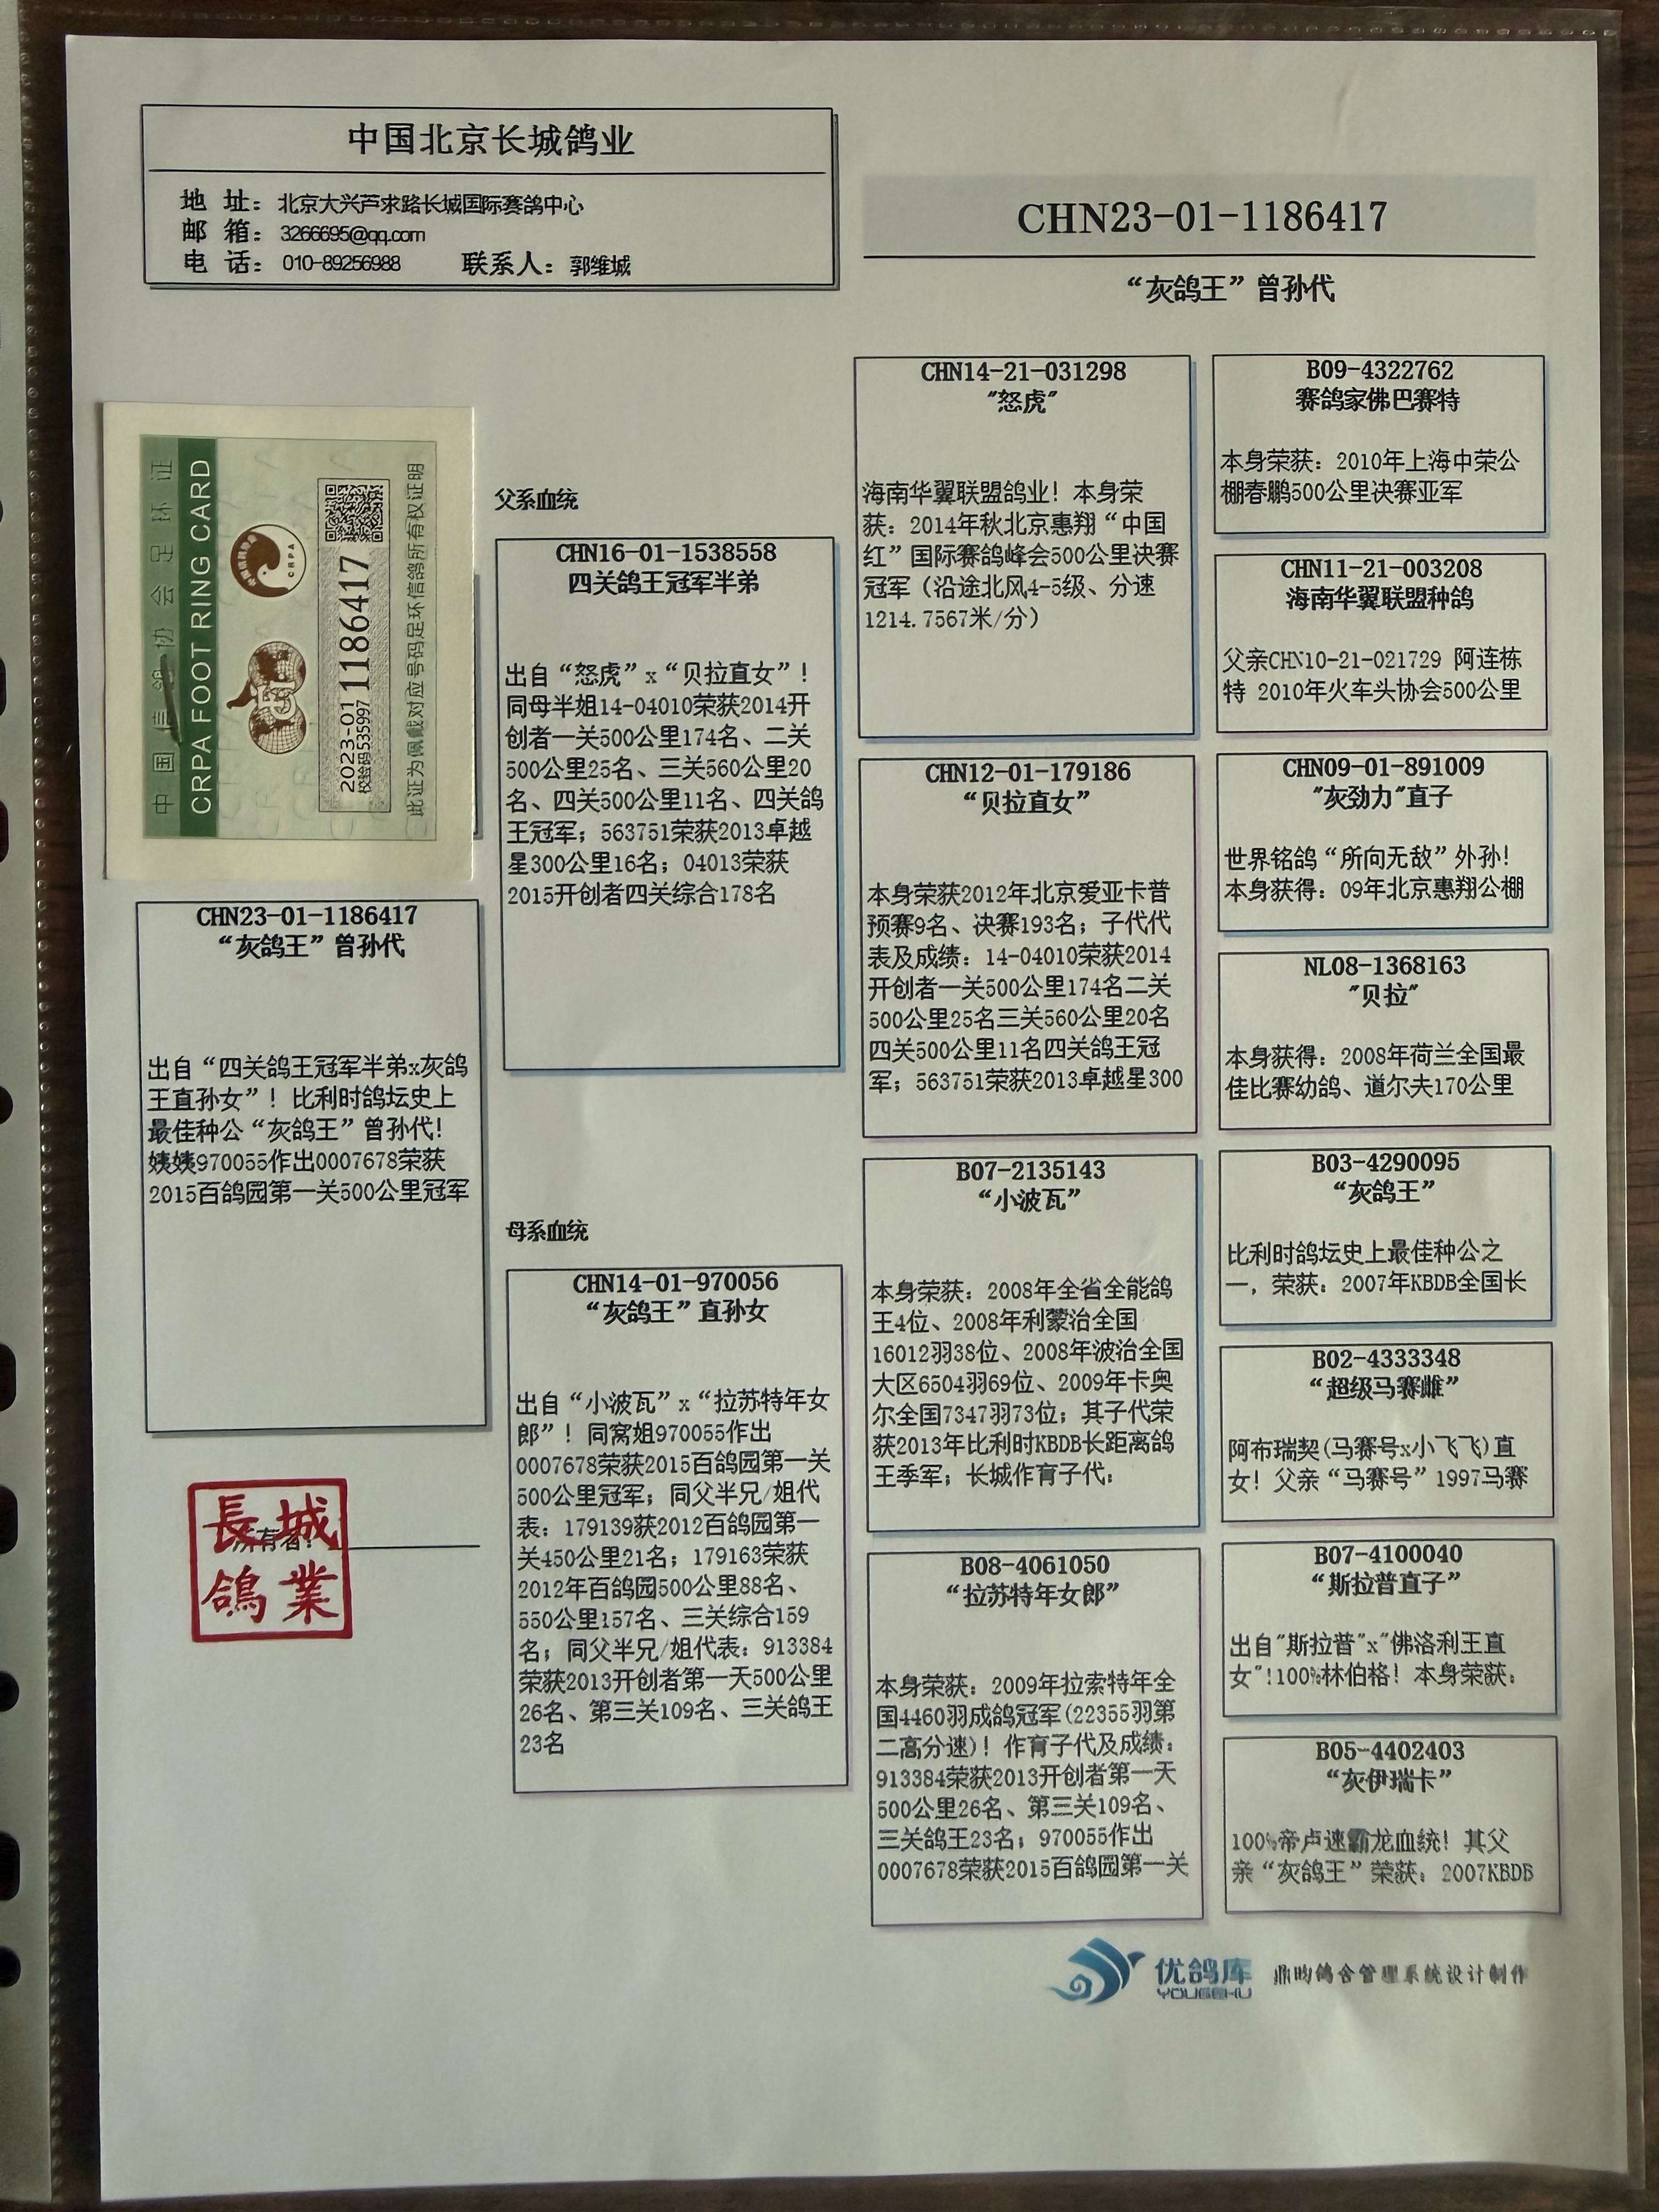 中国北京长城鸽业
地 址：北京大兴芦求路长城国际赛鸽中心
邮 箱：3266695@qq.com
电 话：010-89256988 联系人：郭维城
CHN23-01-1186417
“灰鸽王”曾孙代
中国信鸽协会足环证
CRPA FOOT RING CARD
CRPA
2023-01 1186417
校验码535997
此证为佩戴对应号码足环信鸽所有权证明
CHN23-01-1186417
“灰鸽王”曾孙代
出自“四关鸽王冠军半弟x灰鸽
王直孙女”！比利时鸽坛史上
最佳种公“灰鸽王”曾孙代！
姨姨970055作出0007678荣获
2015百鸽园第一关500公里冠军
所有者：
長城
鴿業
父系血统
CHN16-01-1538558
四关鸽王冠军半弟
出自“怒虎”x“贝拉直女”！
同母半姐14-04010荣获2014开
创者一关500公里174名、二关
500公里25名、三关560公里20
名、四关500公里11名、四关鸽
王冠军；563751荣获2013卓越
星300公里16名；04013荣获
2015开创者四关综合178名
母系血统
CHN14-01-970056
“灰鸽王”直孙女
出自“小波瓦”x“拉苏特年女
郎”！同窝姐970055作出
0007678荣获2015百鸽园第一关
500公里冠军；同父半兄/姐代
表：179139获2012百鸽园第一
关450公里21名；179163荣获
2012年百鸽园500公里88名、
550公里157名、三关综合159
名；同父半兄/姐代表：913384
荣获2013开创者第一天500公里
26名、第三关109名、三关鸽王
23名
CHN14-21-031298
"怒虎"
海南华翼联盟鸽业！本身荣
获：2014年秋北京惠翔“中国
红”国际赛鸽峰会500公里决赛
冠军（沿途北风4-5级、分速
1214.7567米/分）
CHN12-01-179186
“贝拉直女”
本身荣获2012年北京爱亚卡普
预赛9名、决赛193名；子代代
表及成绩：14-04010荣获2014
开创者一关500公里174名二关
500公里25名三关560公里20名
四关500公里11名四关鸽王冠
军；563751荣获2013卓越星300
B07-2135143
“小波瓦”
本身荣获：2008年全省全能鸽
王4位、2008年利蒙治全国
16012羽38位、2008年波治全国
大区6504羽69位、2009年卡奥
尔全国7347羽73位；其子代荣
获2013年比利时KBDB长距离鸽
王季军；长城作育子代：
B08-4061050
“拉苏特年女郎”
本身荣获：2009年拉索特年全
国4460羽成鸽冠军(22355羽第
二高分速)！作育子代及成绩：
913384荣获2013开创者第一天
500公里26名、第三关109名、
三关鸽王23名；970055作出
0007678荣获2015百鸽园第一关
B09-4322762
赛鸽家佛巴赛特
本身荣获：2010年上海中荣公
棚春鹏500公里决赛亚军
CHN11-21-003208
海南华翼联盟种鸽
父亲CHN10-21-021729 阿连栋
特 2010年火车头协会500公里
CHN09-01-891009
"灰劲力"直子
世界铭鸽“所向无敌”外孙！
本身获得：09年北京惠翔公棚
NL08-1368163
"贝拉"
本身获得：2008年荷兰全国最
佳比赛幼鸽、道尔夫170公里
B03-4290095
“灰鸽王”
比利时鸽坛史上最佳种公之
一，荣获：2007年KBDB全国长
B02-4333348
“超级马赛雌”
阿布瑞契(马赛号x小飞飞)直
女！父亲“马赛号”1997马赛
B07-4100040
“斯拉普直子”
出自"斯拉普"x"佛洛利王直
女"!100%林伯格！本身荣获：
B05-4402403
“灰伊瑞卡”
100%帝卢速霸龙血统！其父
亲“灰鸽王”荣获：2007KBDB
优鸽库
YOUGEKU
鼎昀鸽舍管理系统设计制作